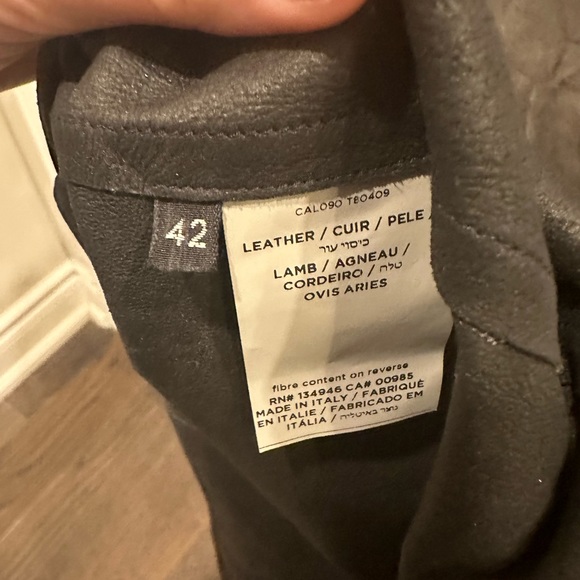 42
CAL090 TB0409
LEATHER / CUIR / PELE /
כיסוי עור
LAMB / AGNEAU /
CORDEIRO / טלה
OVIS ARIES
fibre content on reverse
RN# 134946 CA# 00985
MADE IN ITALY / FABRIQUÉ
EN ITALIE / FABRICADO EM
ITÁLIA / נוצר באיטליה